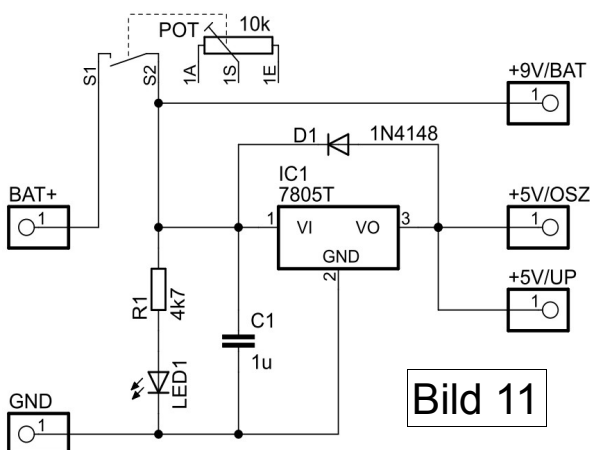 POT
10k
S1
S2
1A
1S
1E
+9V/BAT
1
D1
1N4148
IC1
7805T
BAT+
1
1
VI
VO
3
GND
2
+5V/OSZ
1
+5V/UP
1
R1
4k7
C1
1u
LED1
GND
1
Bild 11